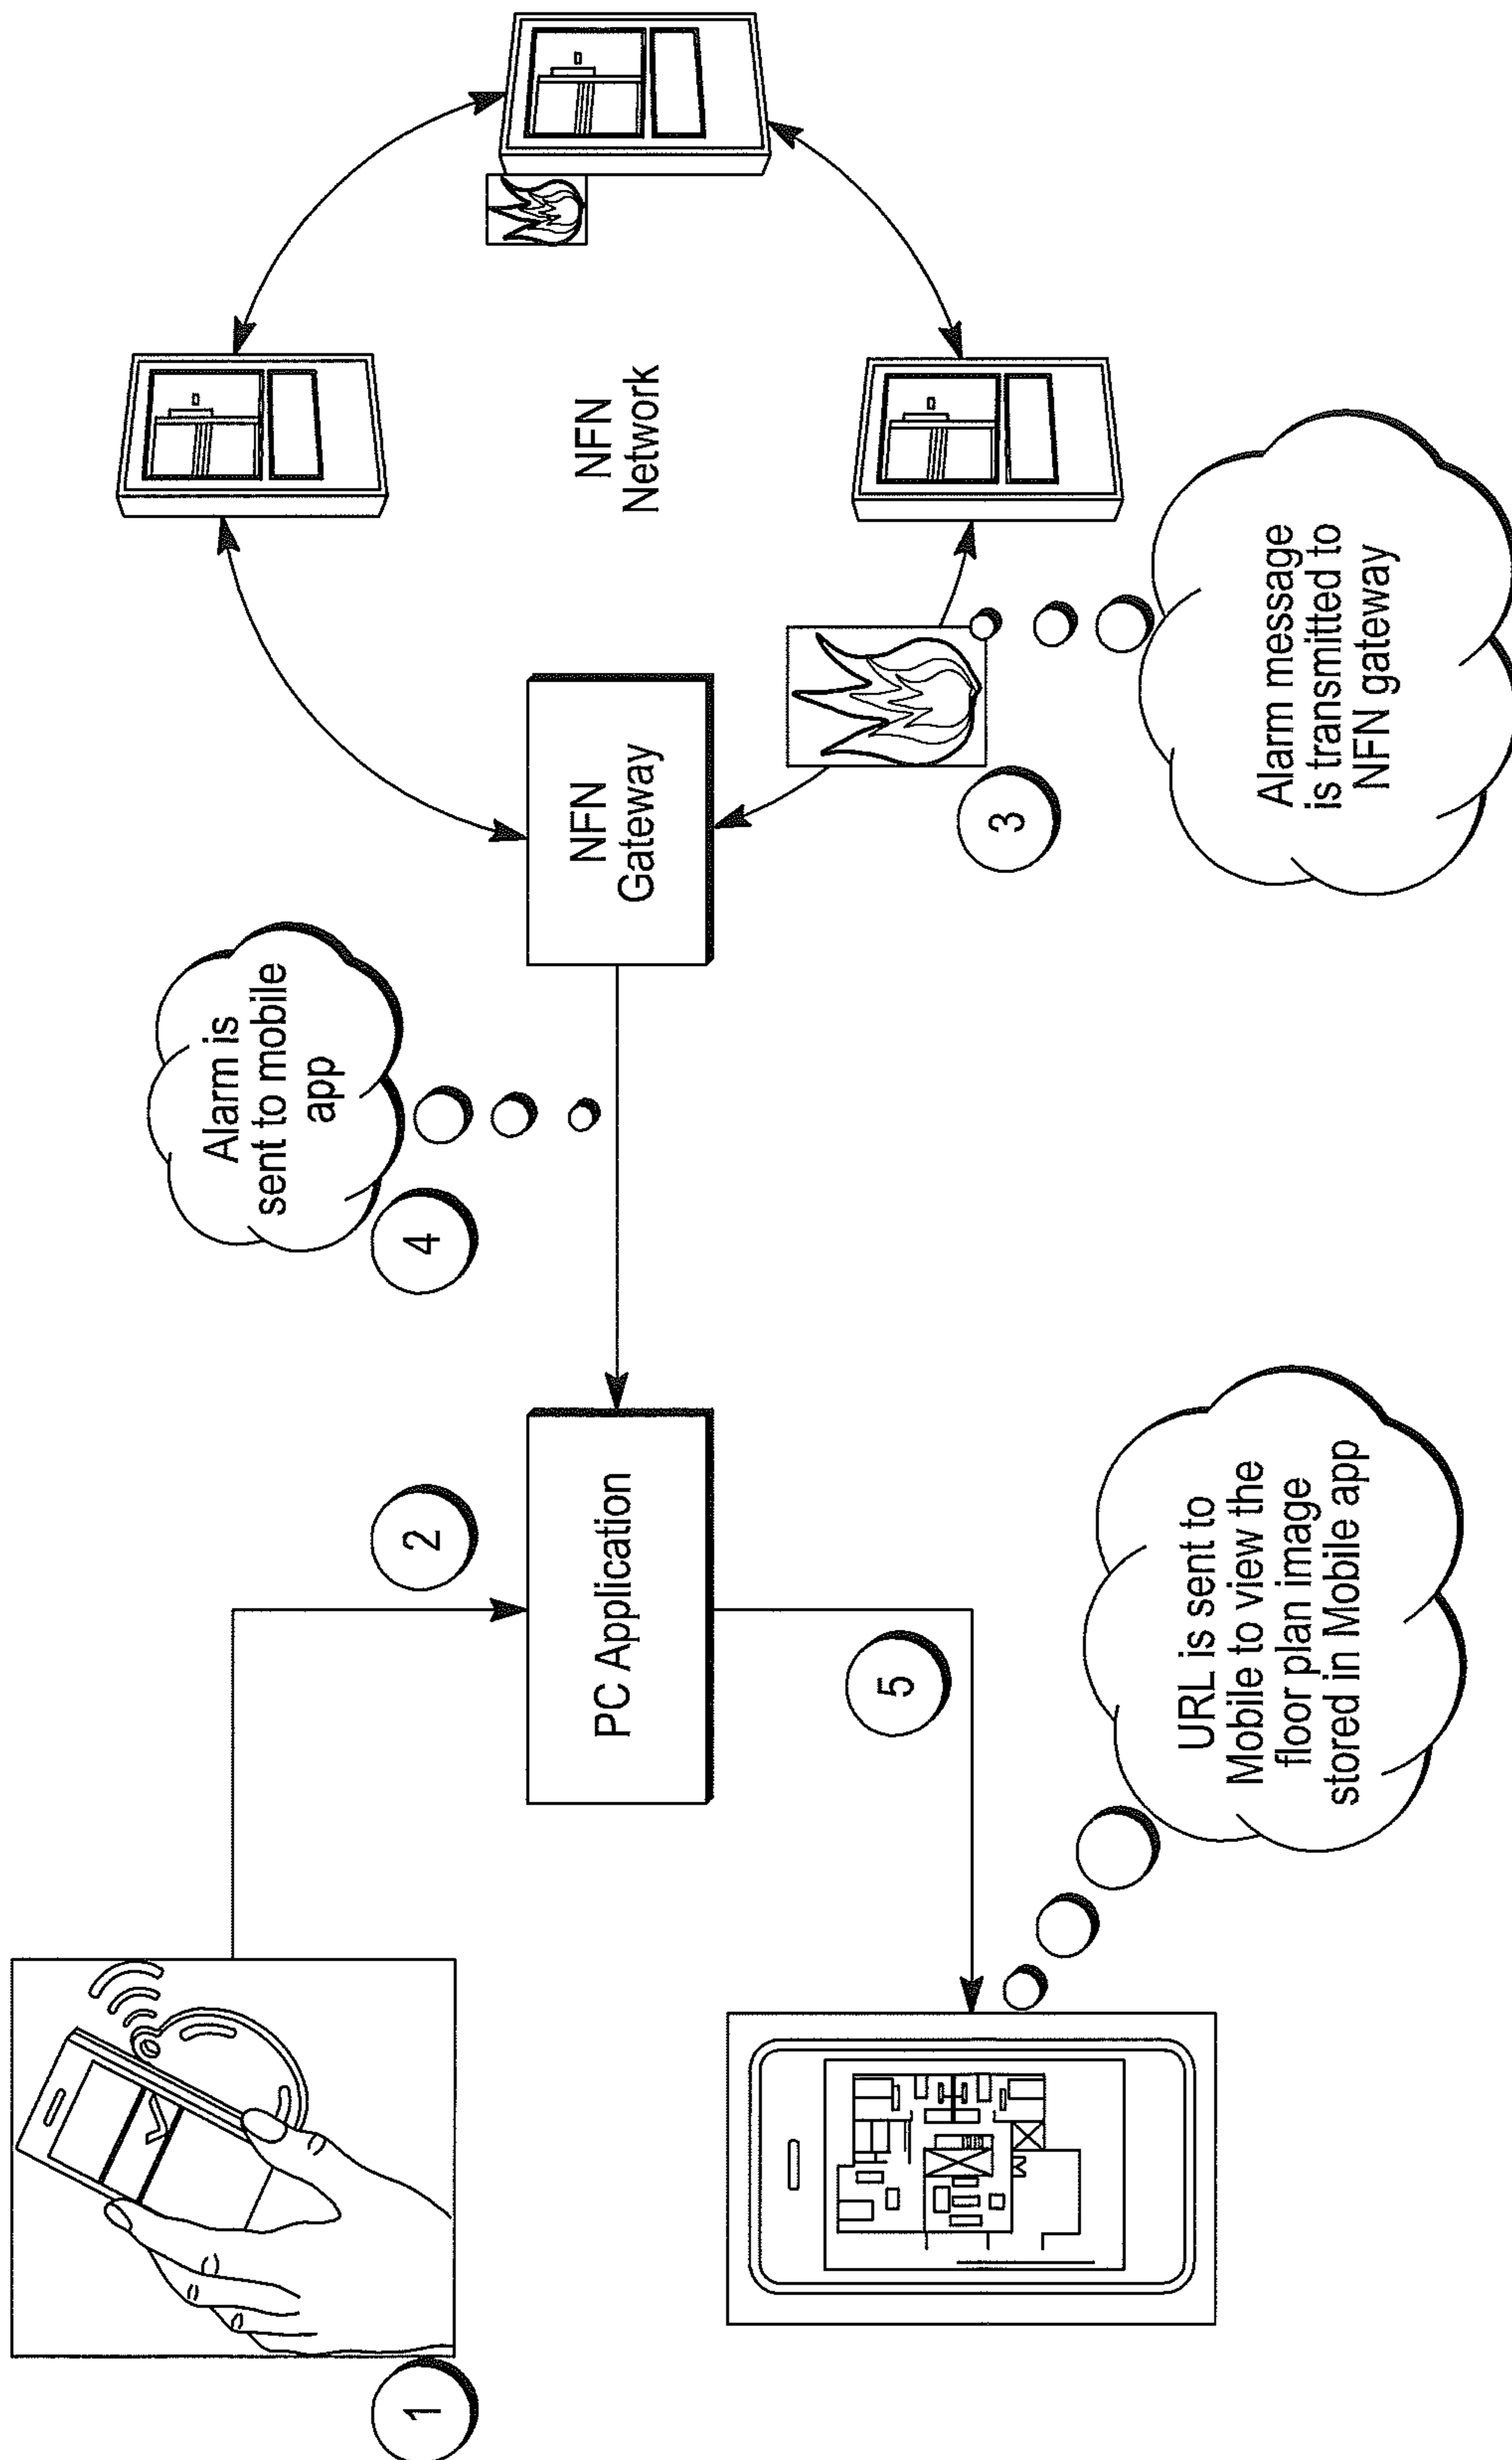 1
2
PC Application
5
URL is sent to
Mobile to view the
floor plan image
stored in Mobile app
4
Alarm is
sent to mobile
app
NFN
Gateway
3
Alarm message
is transmitted to
NFN gateway
NFN
Network